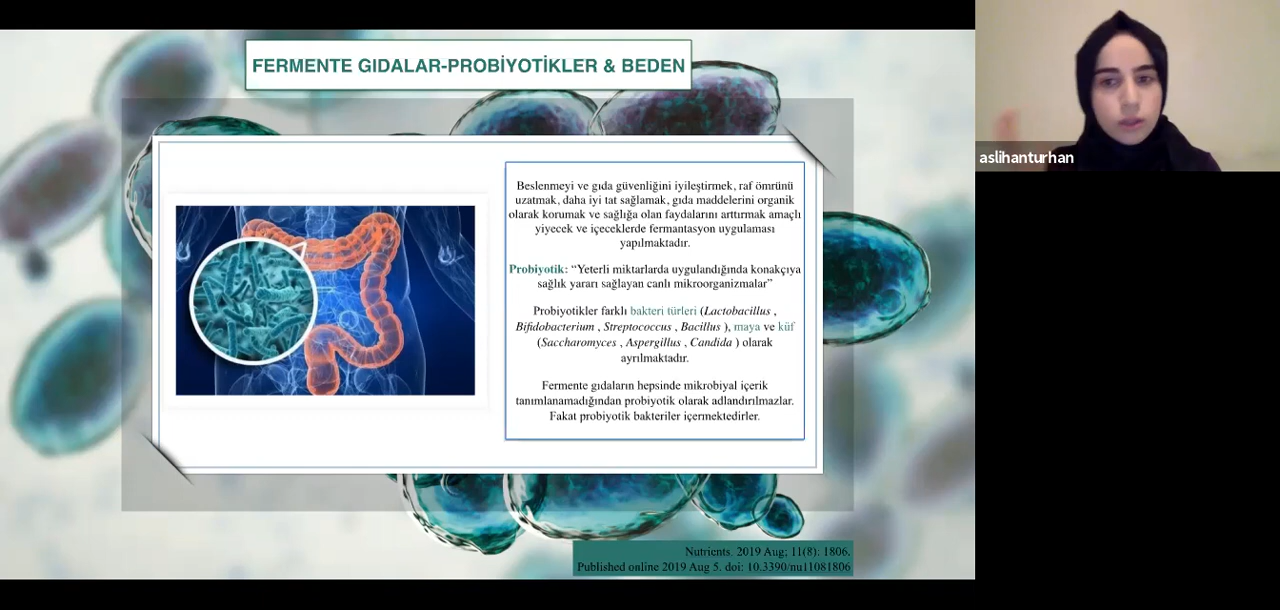 FERMENTE GIDALAR-PROBİYOTİKLER & BEDEN
aslihanturhan
Beslenmeyi ve gıda güvenliğini iyileştirmek, raf ömrünü
uzatmak, daha iyi tat sağlamak, gıda maddelerini organik
olarak korumak ve sağlığa olan faydalarını arttırmak amaçlı
yiyecek ve içeceklerde fermantasyon uygulaması
yapılmaktadır.
Probiyotik: “Yeterli miktarlarda uygulandığında konakçıya
sağlık yararı sağlayan canlı mikroorganizmalar”
Probiyotikler farklı bakteri türleri (Lactobacillus ,
Bifidobacterium , Streptococcus , Bacillus ), maya ve küf
(Saccharomyces , Aspergillus , Candida ) olarak
ayrılmaktadır.
Fermente gıdaların hepsinde mikrobiyal içerik
tanımlanamadığından probiyotik olarak adlandırılmazlar.
Fakat probiyotik bakteriler içermektedirler.
Nutrients. 2019 Aug; 11(8): 1806.
Published online 2019 Aug 5. doi: 10.3390/nu11081806